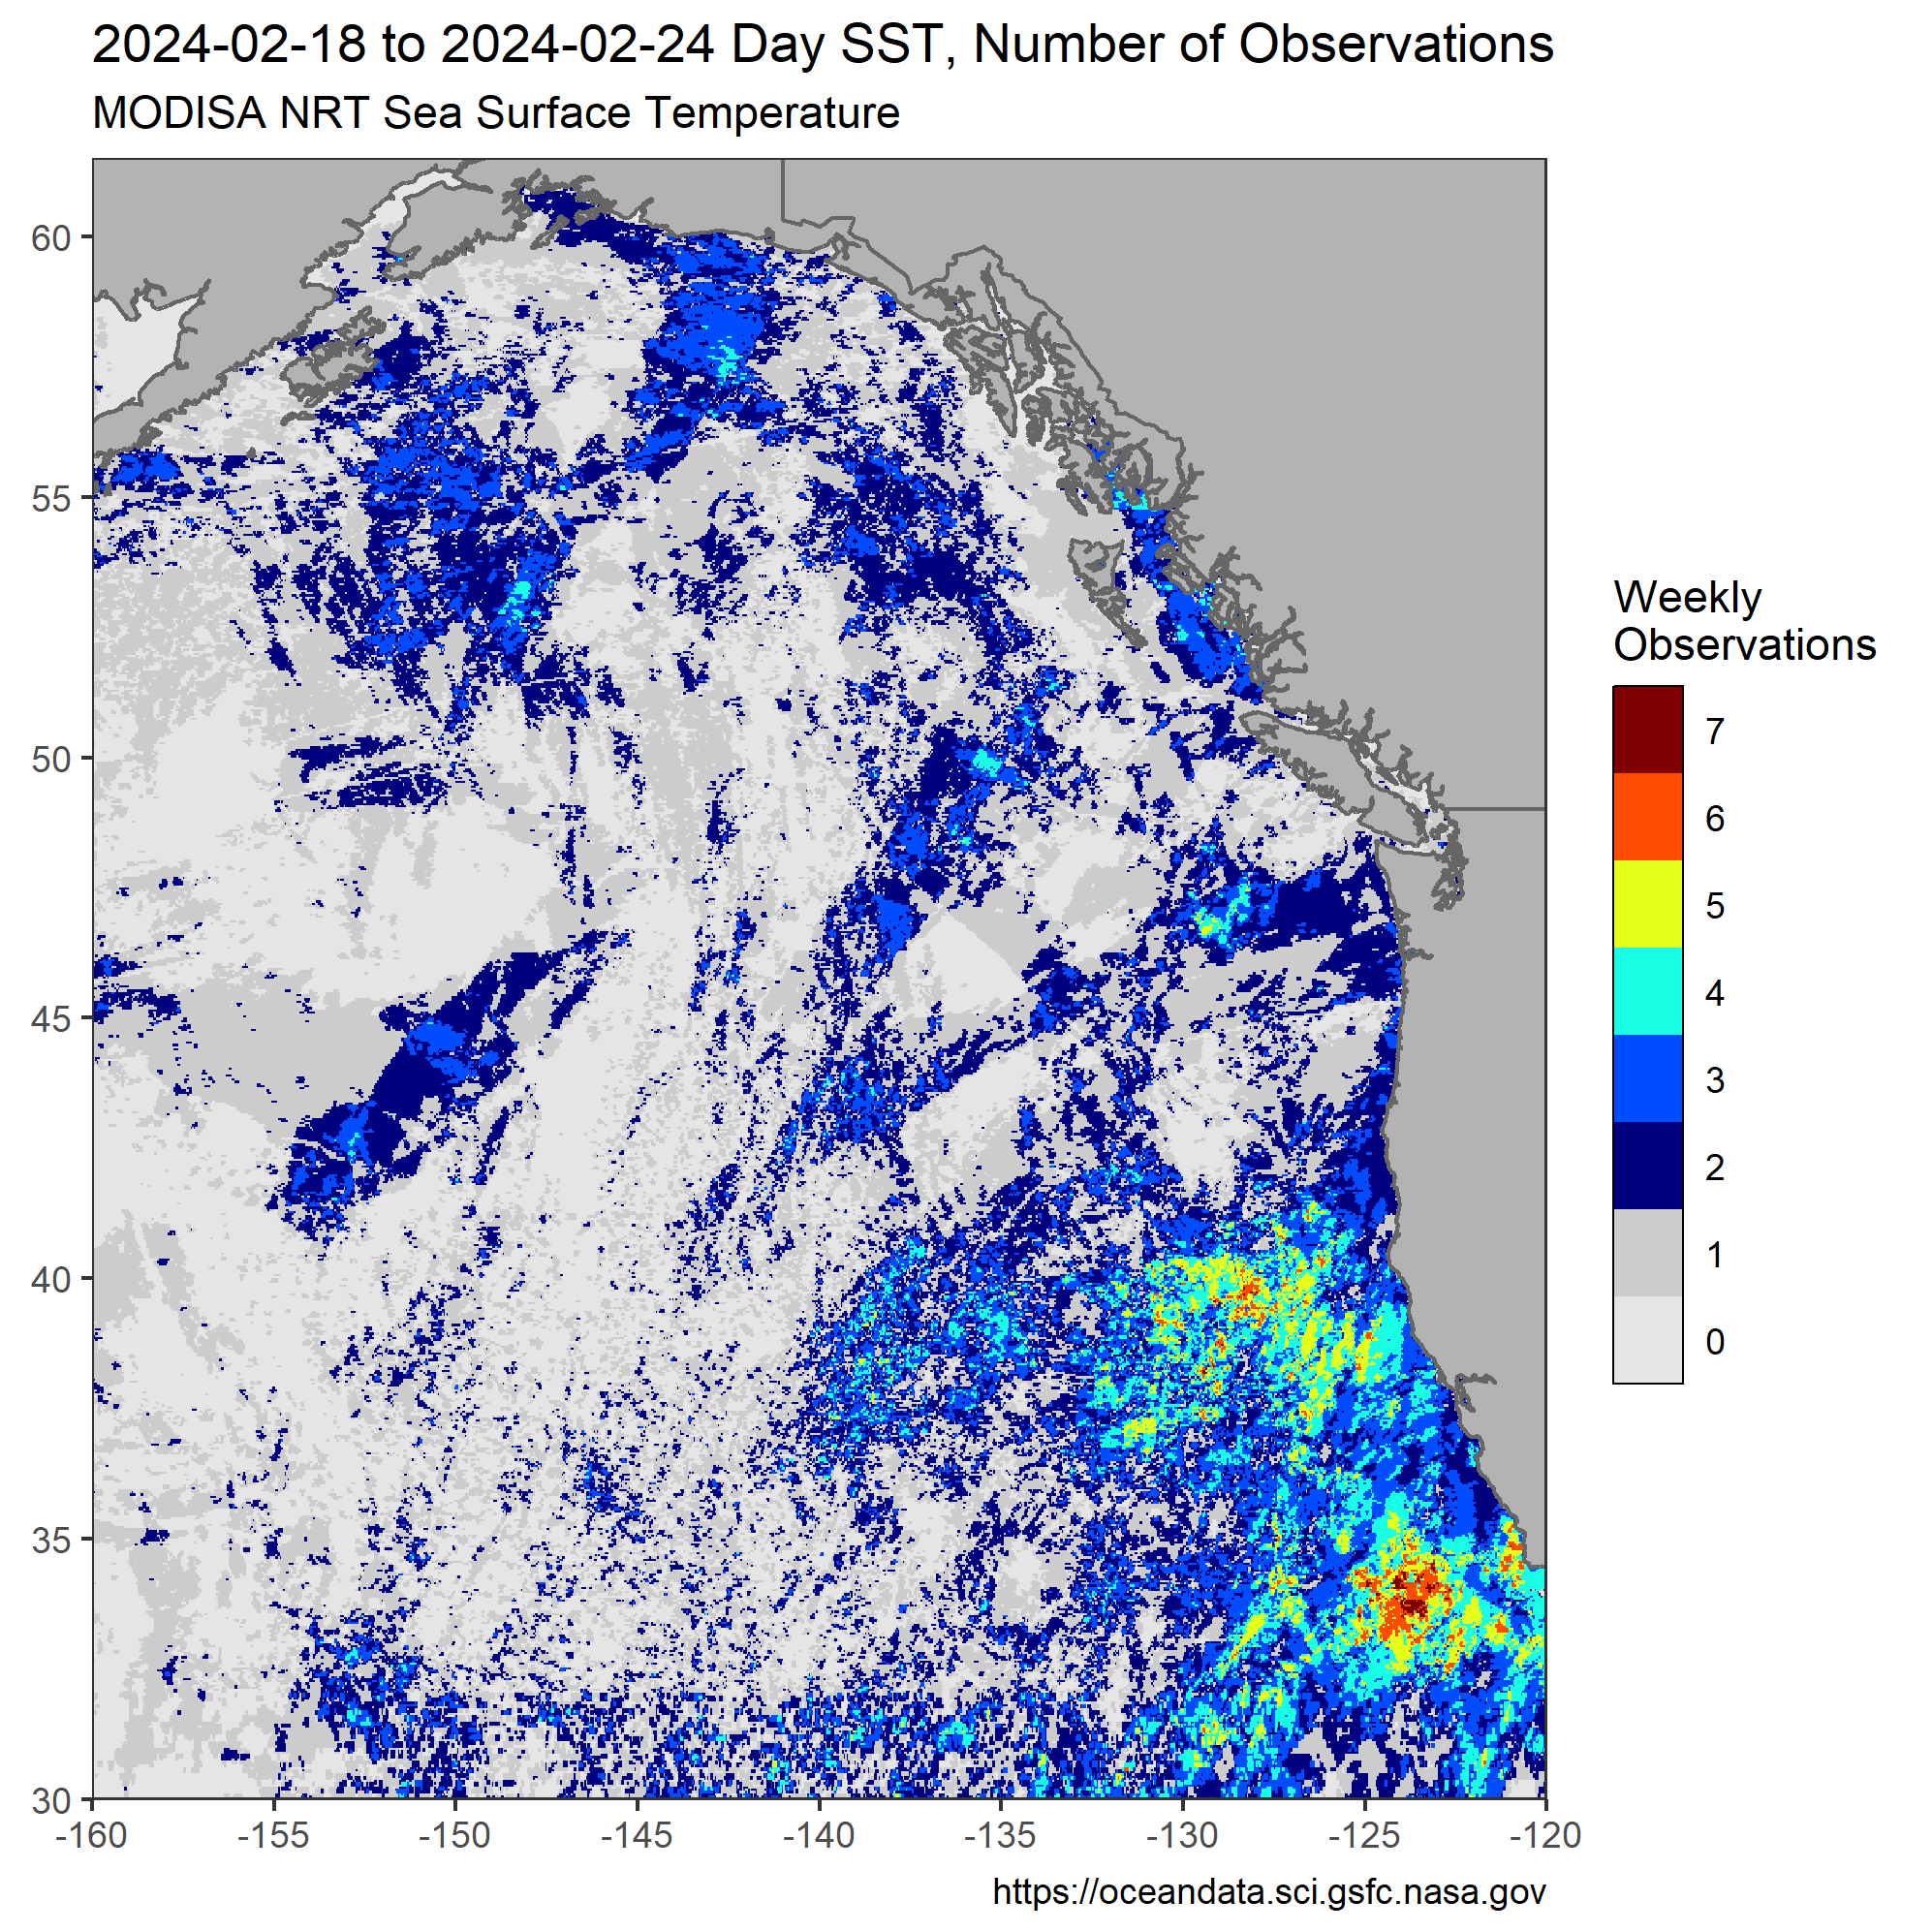 2024-02-18 to 2024-02-24 Day SST, Number of Observations
MODISA NRT Sea Surface Temperature
60
55
50
45
40
35
30
-160 -155 -150 -145 -140 -135 -130 -125 -120
Weekly
Observations
7
6
5
4
3
2
1
0
https://oceandata.sci.gsfc.nasa.gov